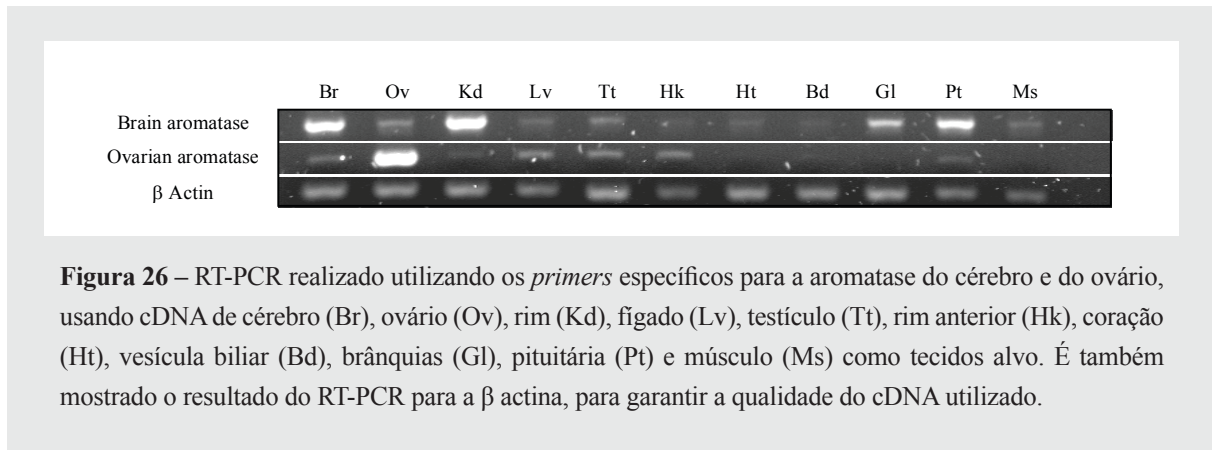 Br Ov Kd Lv Tt Hk Ht Bd Gl Pt Ms
Brain aromatase
Ovarian aromatase
β Actin
Figura 26 – RT-PCR realizado utilizando os primers específicos para a aromatase do cérebro e do ovário,
usando cDNA de cérebro (Br), ovário (Ov), rim (Kd), fígado (Lv), testículo (Tt), rim anterior (Hk), coração
(Ht), vesícula biliar (Bd), brânquias (Gl), pituitária (Pt) e músculo (Ms) como tecidos alvo. É também
mostrado o resultado do RT-PCR para a β actina, para garantir a qualidade do cDNA utilizado.